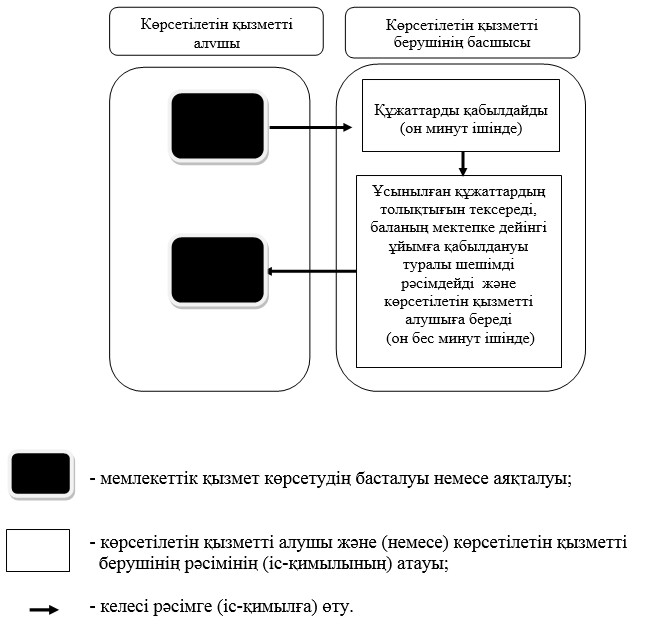 Көрсетілетін қызметті
алушы
Көрсетілетін қызметті
берушінің басшысы
Құжаттарды қабылдайды
(он минут ішінде)
Ұсынылған құжаттардың
толықтығын тексереді,
баланың мектепке дейінгі
ұйымға қабылдануы
туралы шешімді
рәсімдейді және
көрсетілетін қызметті
алушыға береді
(он бес минут ішінде)
- мемлекеттік қызмет көрсетудің басталуы немесе аяқталуы;
- көрсетілетін қызметті алушы және (немесе) көрсетілетін қызметті
берушінің рәсімінің (іс-қимылының) атауы;
- келесі рәсімге (іс-қимылға) өту.